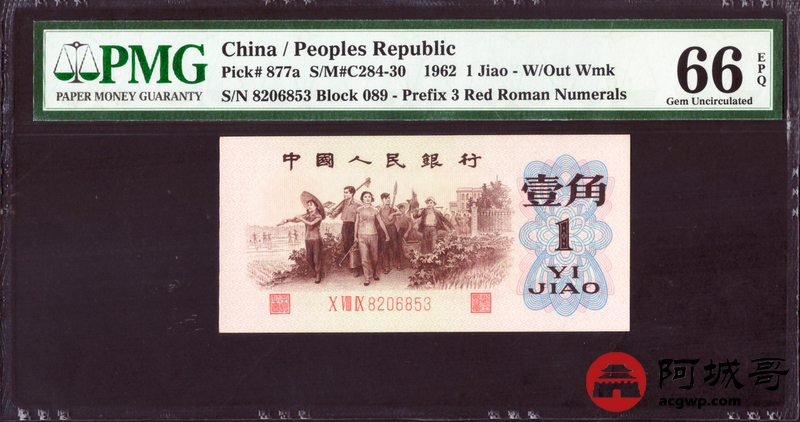 PMG
PAPER MONEY GUARANTY
China / Peoples Republic
Pick# 877a S/M#C284-30 1962 1 Jiao - W/Out Wmk
S/N 8206853 Block 089 - Prefix 3 Red Roman Numerals
66 EPQ
Gem Uncirculated
中國人民銀行
壹角
1
YI
JIAO
X VIII IX 8206853
阿城哥
acgwp.com